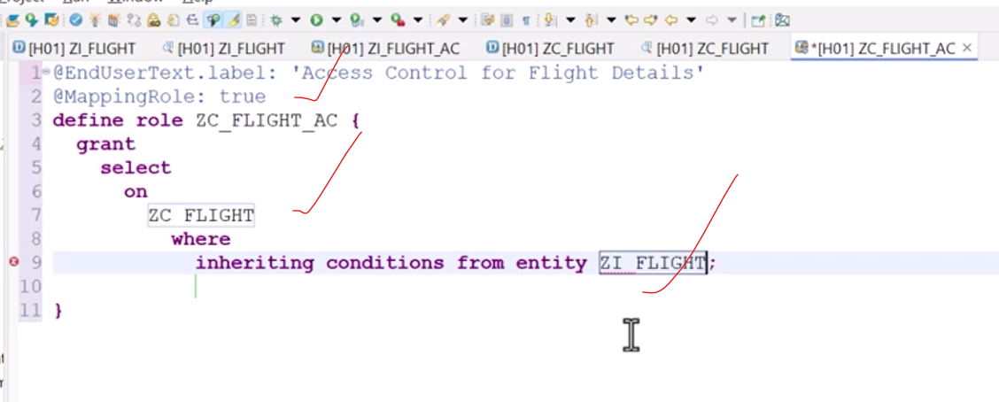 [H01] ZI_FLIGHT [H01] ZI_FLIGHT [H01] ZI_FLIGHT_AC [H01] ZC_FLIGHT [H01] ZC_FLIGHT *[H01] ZC_FLIGHT_AC
1 @EndUserText.label: 'Access Control for Flight Details'
2 @MappingRole: true
3 define role ZC_FLIGHT_AC {
4 grant
5 select
6 on
7 ZC_FLIGHT
8 where
9 inheriting conditions from entity ZI_FLIGHT;
10
11 }